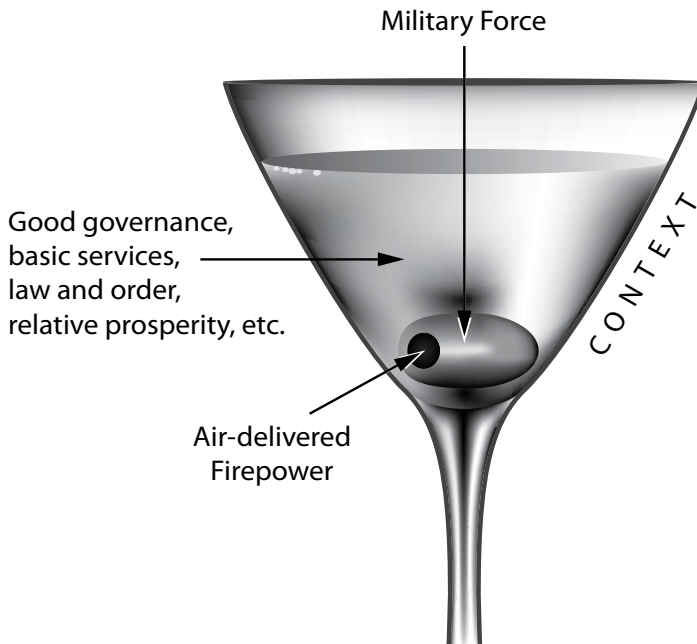 Military Force
Good governance,
basic services,
law and order,
relative prosperity, etc.
CONTEXT
Air-delivered
Firepower